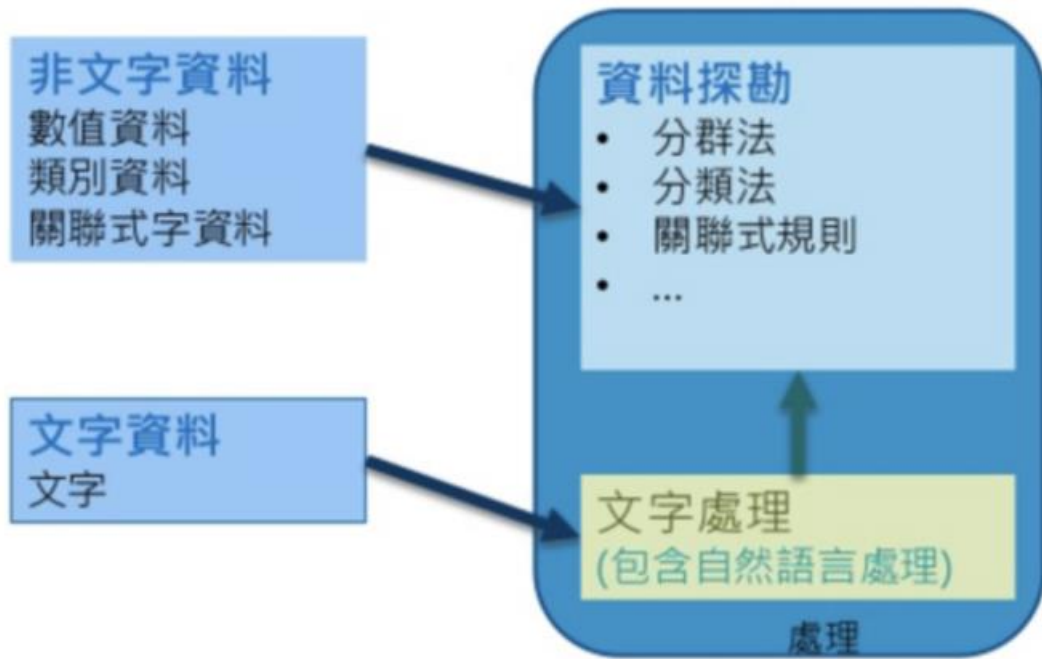 非文字資料
數值資料
類別資料
關聯式字資料
文字資料
文字
資料探勘
• 分群法
• 分類法
• 關聯式規則
• ...
文字處理
(包含自然語言處理)
處理